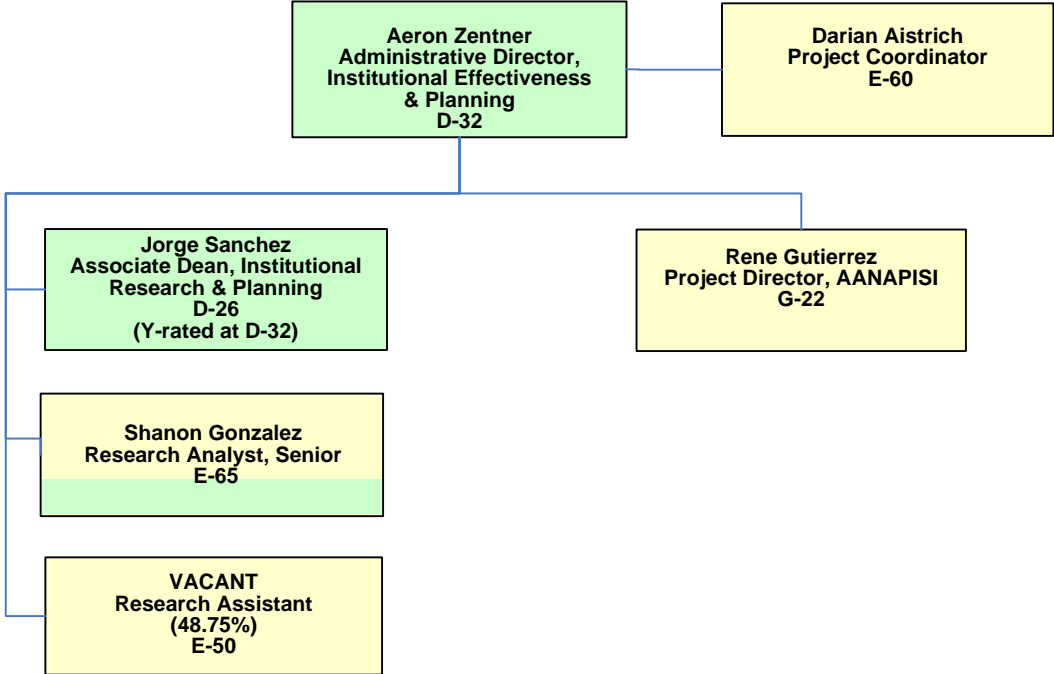 Aeron Zentner
Administrative Director,
Institutional Effectiveness
& Planning
D-32
Darian Aistrich
Project Coordinator
E-60
Jorge Sanchez
Associate Dean, Institutional
Research & Planning
D-26
(Y-rated at D-32)
Rene Gutierrez
Project Director, AANAPISI
G-22
Shanon Gonzalez
Research Analyst, Senior
E-65
VACANT
Research Assistant
(48.75%)
E-50